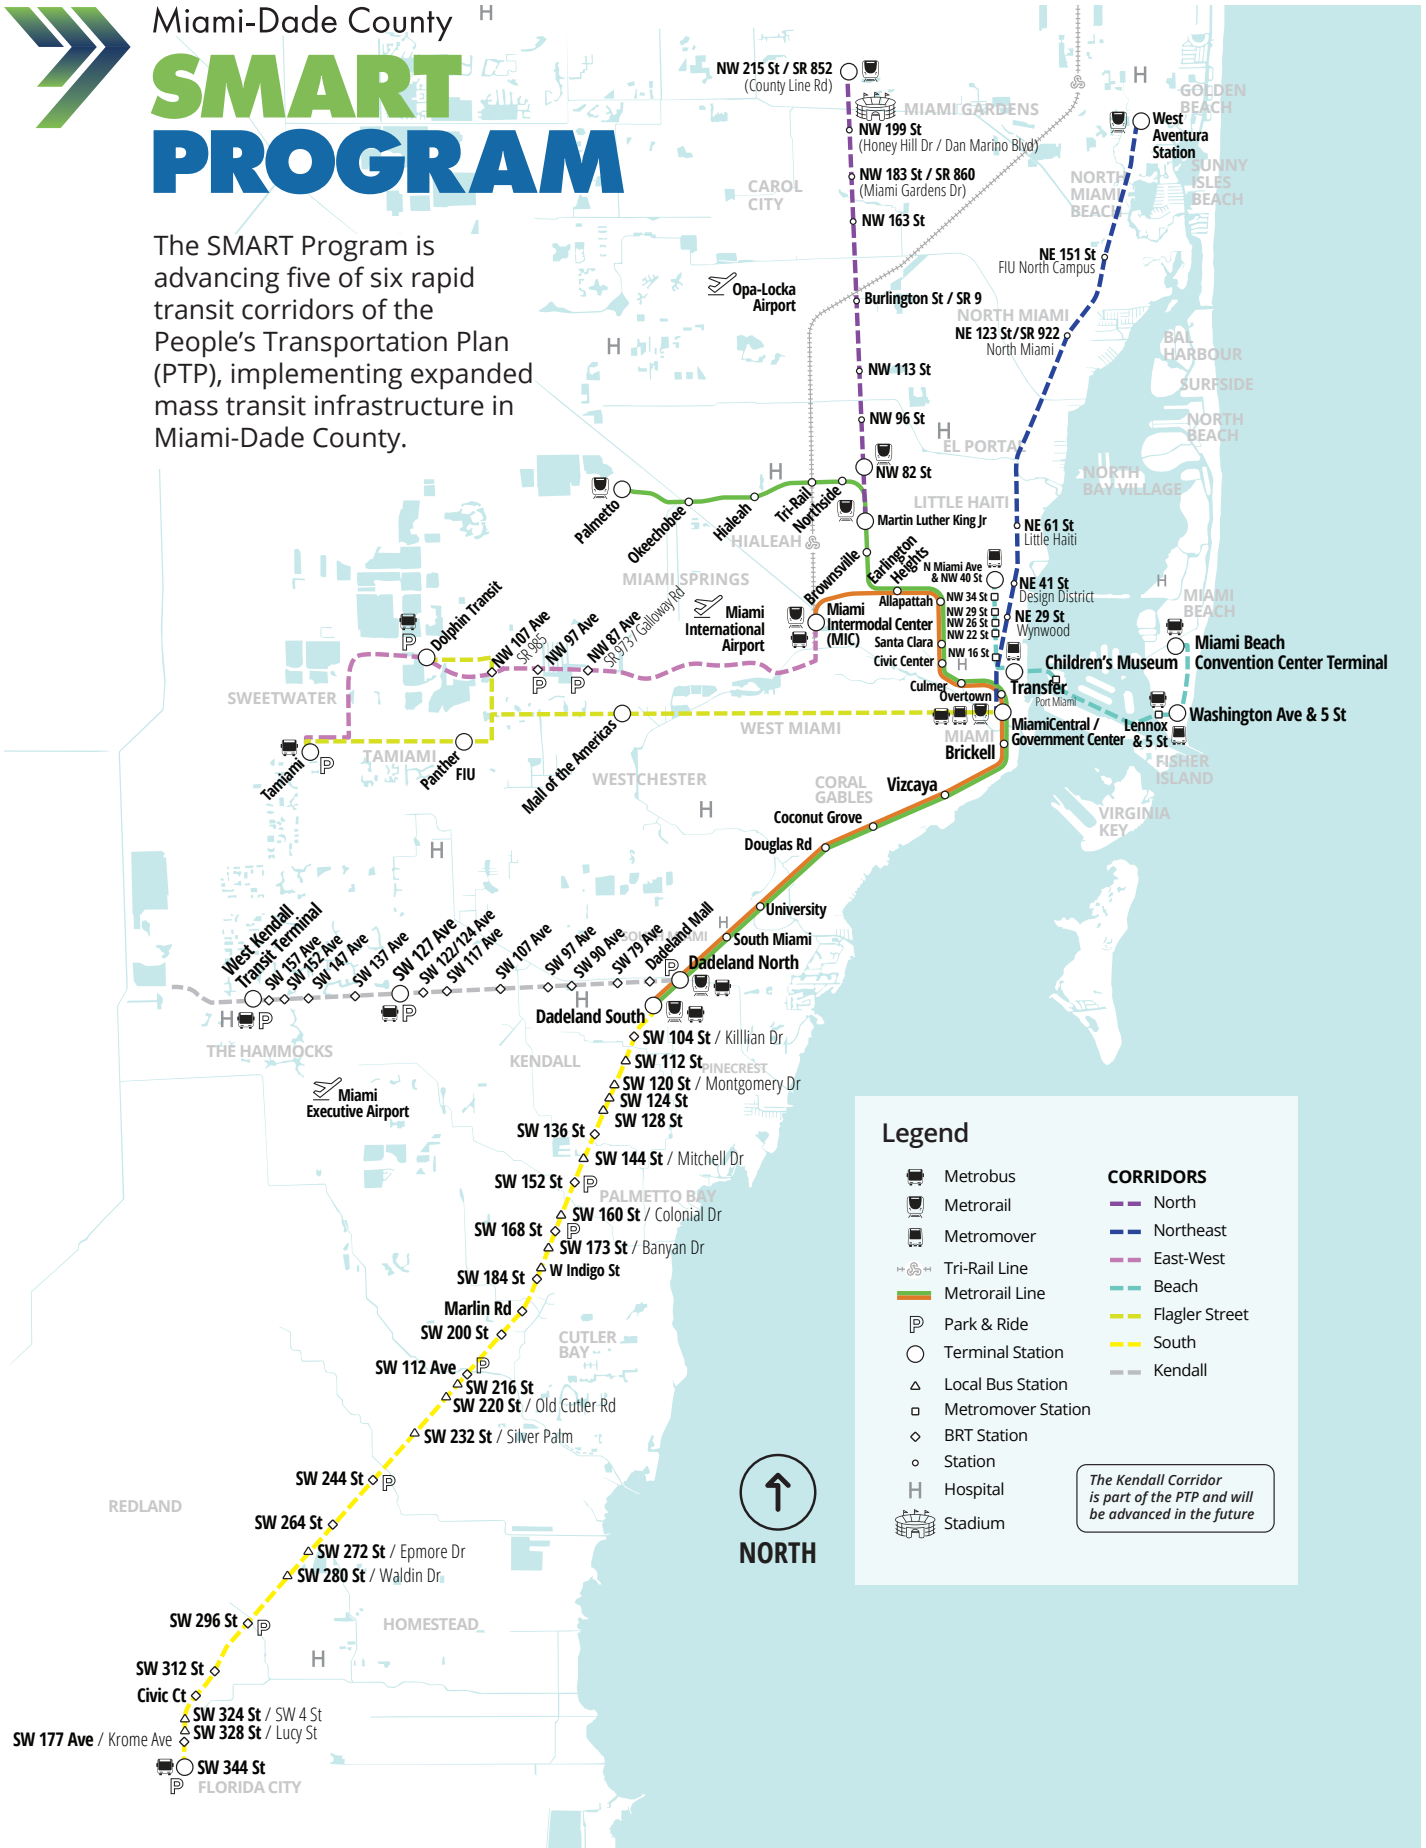 Miami-Dade County
SMART
PROGRAM
The SMART Program is
advancing five of six rapid
transit corridors of the
People's Transportation Plan
(PTP), implementing expanded
mass transit infrastructure in
Miami-Dade County.
H
NW 215 St / SR 852
(County Line Rd)
MIAMI GARDENS
NW 199 St
(Honey Hill Dr / Dan Marino Blvd)
NW 183 St / SR 860
(Miami Gardens Dr)
NW 163 St
CAROL
CITY
H
GOLDEN
BEACH
West
Aventura
Station
SUNNY
ISLES
BEACH
NORTH
MIAMI
BEACH
NE 151 St
FIU North Campus
Opa-Locka
Airport
Burlington St / SR 9
NORTH MIAMI
NE 123 St/SR 922
North Miami
BAL
HARBOUR
SURFSIDE
H
NW 113 St
NW 96 St
H
EL PORTAL
NORTH
BEACH
NORTH
BAY VILLAGE
H
NW 82 St
LITTLE HAITI
Palmetto
Okeechobee
Hialeah
Tri-Rail
Northside
Martin Luther King Jr
HIALEAH
NE 61 St
Little Haiti
MIAMI SPRINGS
Brownsville
Earlington
Heights
N Miami Ave
& NW 40 St
NE 41 St
Design District
H
MIAMI
BEACH
Allapattah
NW 34 St
NW 29 St
NW 26 St
NW 22 St
NE 29 St
Wynwood
Miami
International
Airport
Miami
Intermodal Center
(MIC)
Santa Clara
Civic Center
H
NW 16 St
Children's Museum
Miami Beach
Convention Center Terminal
Dolphin Transit
P
NW 107 Ave
SR 985
NW 97 Ave
P
NW 87 Ave
SR 973 / Galloway Rd
P
SWEETWATER
Culmer
Overtown
Transfer
Port Miami
WEST MIAMI
MIAMI
MiamiCentral /
Government Center
Brickell
Lennox
& 5 St
Washington Ave & 5 St
FISHER
ISLAND
Tamiami
P
TAMIAMI
Panther
FIU
Mall of the Americas
WESTCHESTER
CORAL
GABLES
Vizcaya
VIRGINIA
KEY
H
Coconut Grove
Douglas Rd
H
University
H
South Miami
SOUTH MIAMI
West Kendall
Transit Terminal
SW 157 Ave
SW 152 Ave
SW 147 Ave
SW 137 Ave
SW 127 Ave
SW 122/124 Ave
SW 117 Ave
SW 107 Ave
SW 97 Ave
SW 90 Ave
SW 79 Ave
Dadeland Mall
P
Dadeland North
H
P
P
H
Dadeland South
THE HAMMOCKS
KENDALL
PINECREST
Miami
Executive Airport
SW 104 St / Killlian Dr
SW 112 St
SW 120 St / Montgomery Dr
SW 124 St
SW 128 St
SW 136 St
SW 144 St / Mitchell Dr
SW 152 St
P
PALMETTO BAY
SW 160 St / Colonial Dr
SW 168 St
P
SW 173 St / Banyan Dr
W Indigo St
SW 184 St
Marlin Rd
SW 200 St
CUTLER
BAY
SW 112 Ave
P
SW 216 St
SW 220 St / Old Cutler Rd
SW 232 St / Silver Palm
SW 244 St
P
REDLAND
SW 264 St
SW 272 St / Epmore Dr
SW 280 St / Waldin Dr
SW 296 St
P
HOMESTEAD
H
SW 312 St
Civic Ct
SW 324 St / SW 4 St
SW 328 St / Lucy St
SW 177 Ave / Krome Ave
SW 344 St
P
FLORIDA CITY
NORTH
Legend
Metrobus
Metrorail
Metromover
Tri-Rail Line
Metrorail Line
P
Park & Ride
Terminal Station
Local Bus Station
Metromover Station
BRT Station
Station
H
Hospital
Stadium
CORRIDORS
North
Northeast
East-West
Beach
Flagler Street
South
Kendall
The Kendall Corridor
is part of the PTP and will
be advanced in the future